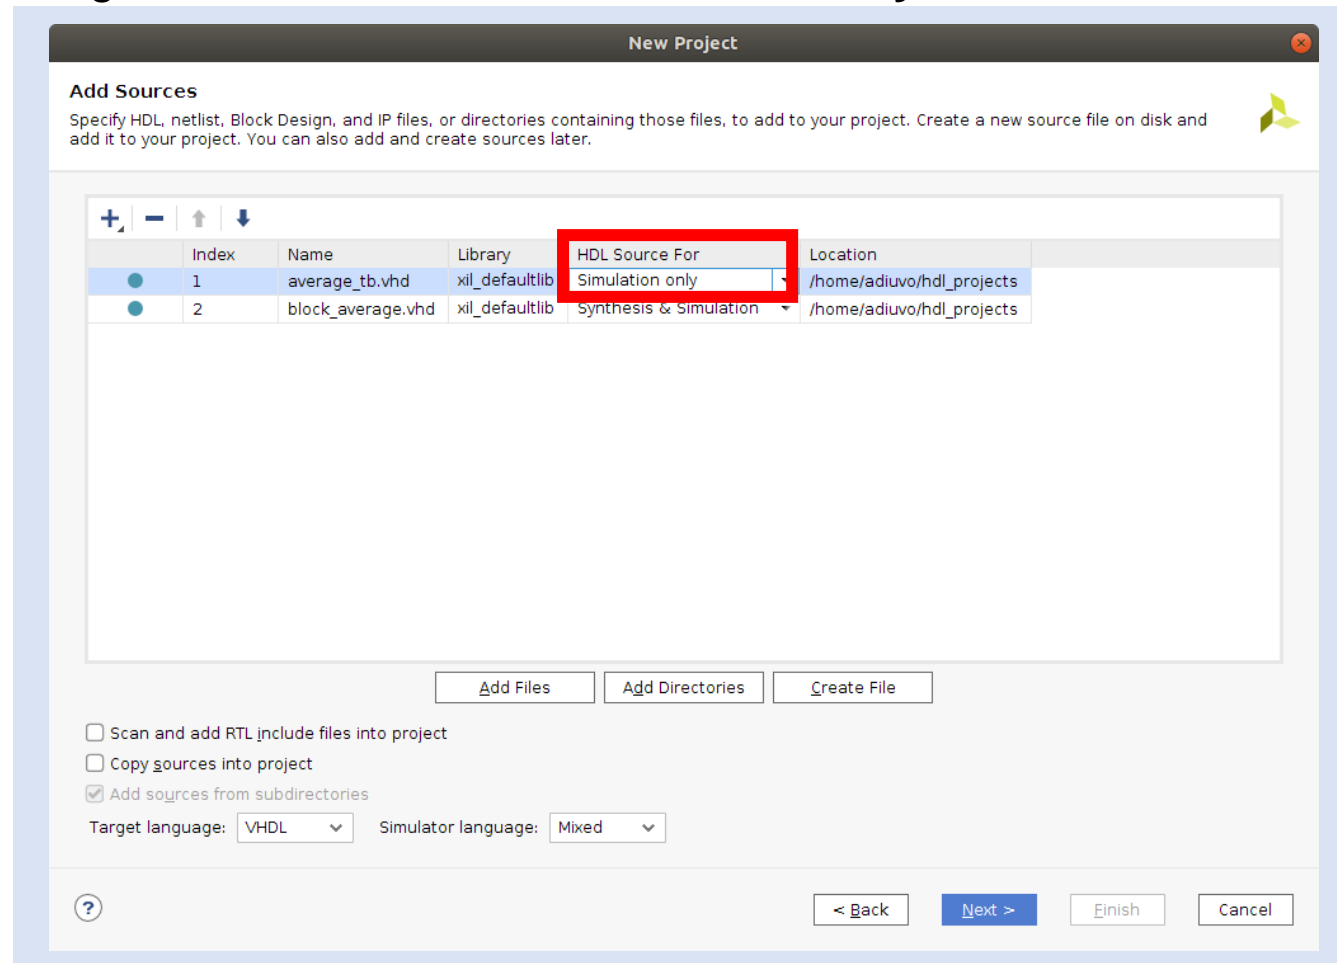 New Project
Add Sources
Specify HDL, netlist, Block Design, and IP files, or directories containing those files, to add to your project. Create a new source file on disk and
add it to your project. You can also add and create sources later.
Index Name Library HDL Source For Location
1 average_tb.vhd xil_defaultlib Simulation only /home/adiuvo/hdl_projects
2 block_average.vhd xil_defaultlib Synthesis & Simulation /home/adiuvo/hdl_projects
Add Files Add Directories Create File
Scan and add RTL include files into project
Copy sources into project
Add sources from subdirectories
Target language: VHDL Simulator language: Mixed
? < Back Next > Finish Cancel